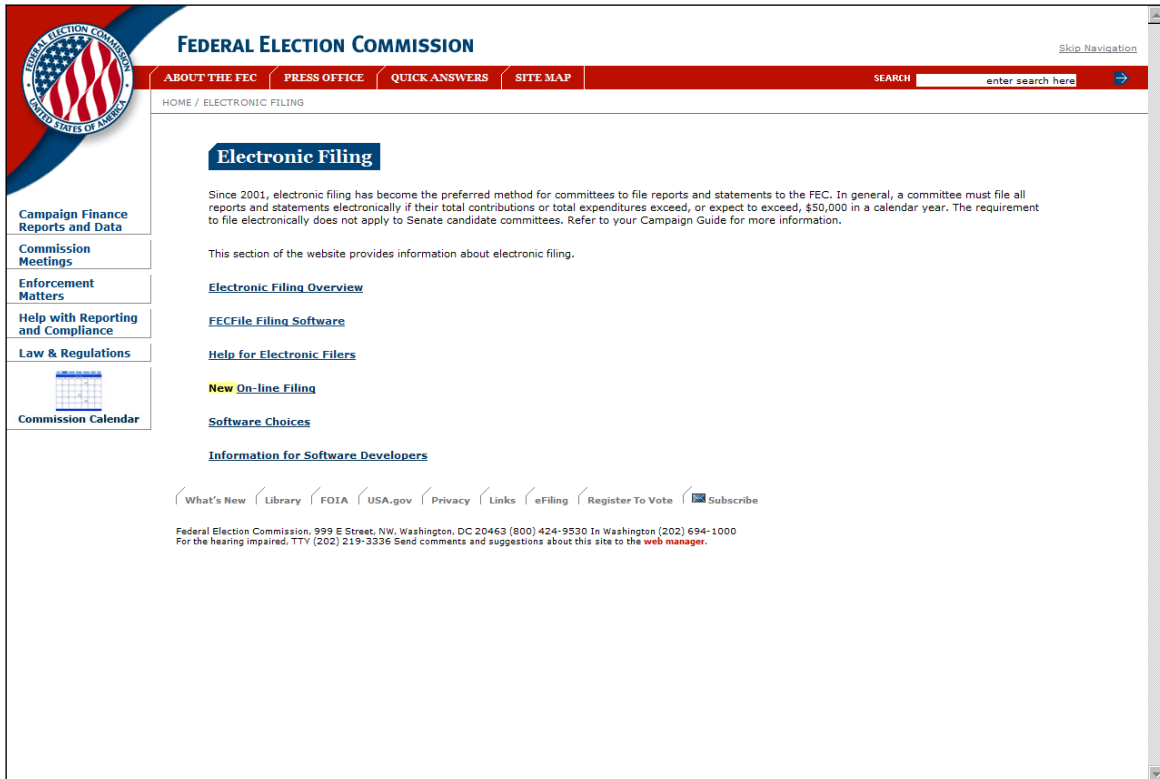 FEDERAL ELECTION COMMISSION
UNITED STATES OF AMERICA
FEDERAL ELECTION COMMISSION
Skip Navigation
ABOUT THE FEC PRESS OFFICE QUICK ANSWERS SITE MAP SEARCH enter search here
HOME / ELECTRONIC FILING
Electronic Filing
Since 2001, electronic filing has become the preferred method for committees to file reports and statements to the FEC. In general, a committee must file all
reports and statements electronically if their total contributions or total expenditures exceed, or expect to exceed, $50,000 in a calendar year. The requirement
to file electronically does not apply to Senate candidate committees. Refer to your Campaign Guide for more information.
This section of the website provides information about electronic filing.
Electronic Filing Overview
FECFile Filing Software
Help for Electronic Filers
New On-line Filing
Software Choices
Information for Software Developers
Campaign Finance
Reports and Data
Commission
Meetings
Enforcement
Matters
Help with Reporting
and Compliance
Law & Regulations
Commission Calendar
What's New Library FOIA USA.gov Privacy Links eFiling Register To Vote Subscribe
Federal Election Commission, 999 E Street, NW, Washington, DC 20463 (800) 424-9530 In Washington (202) 694-1000
For the hearing impaired, TTY (202) 219-3336 Send comments and suggestions about this site to the web manager.